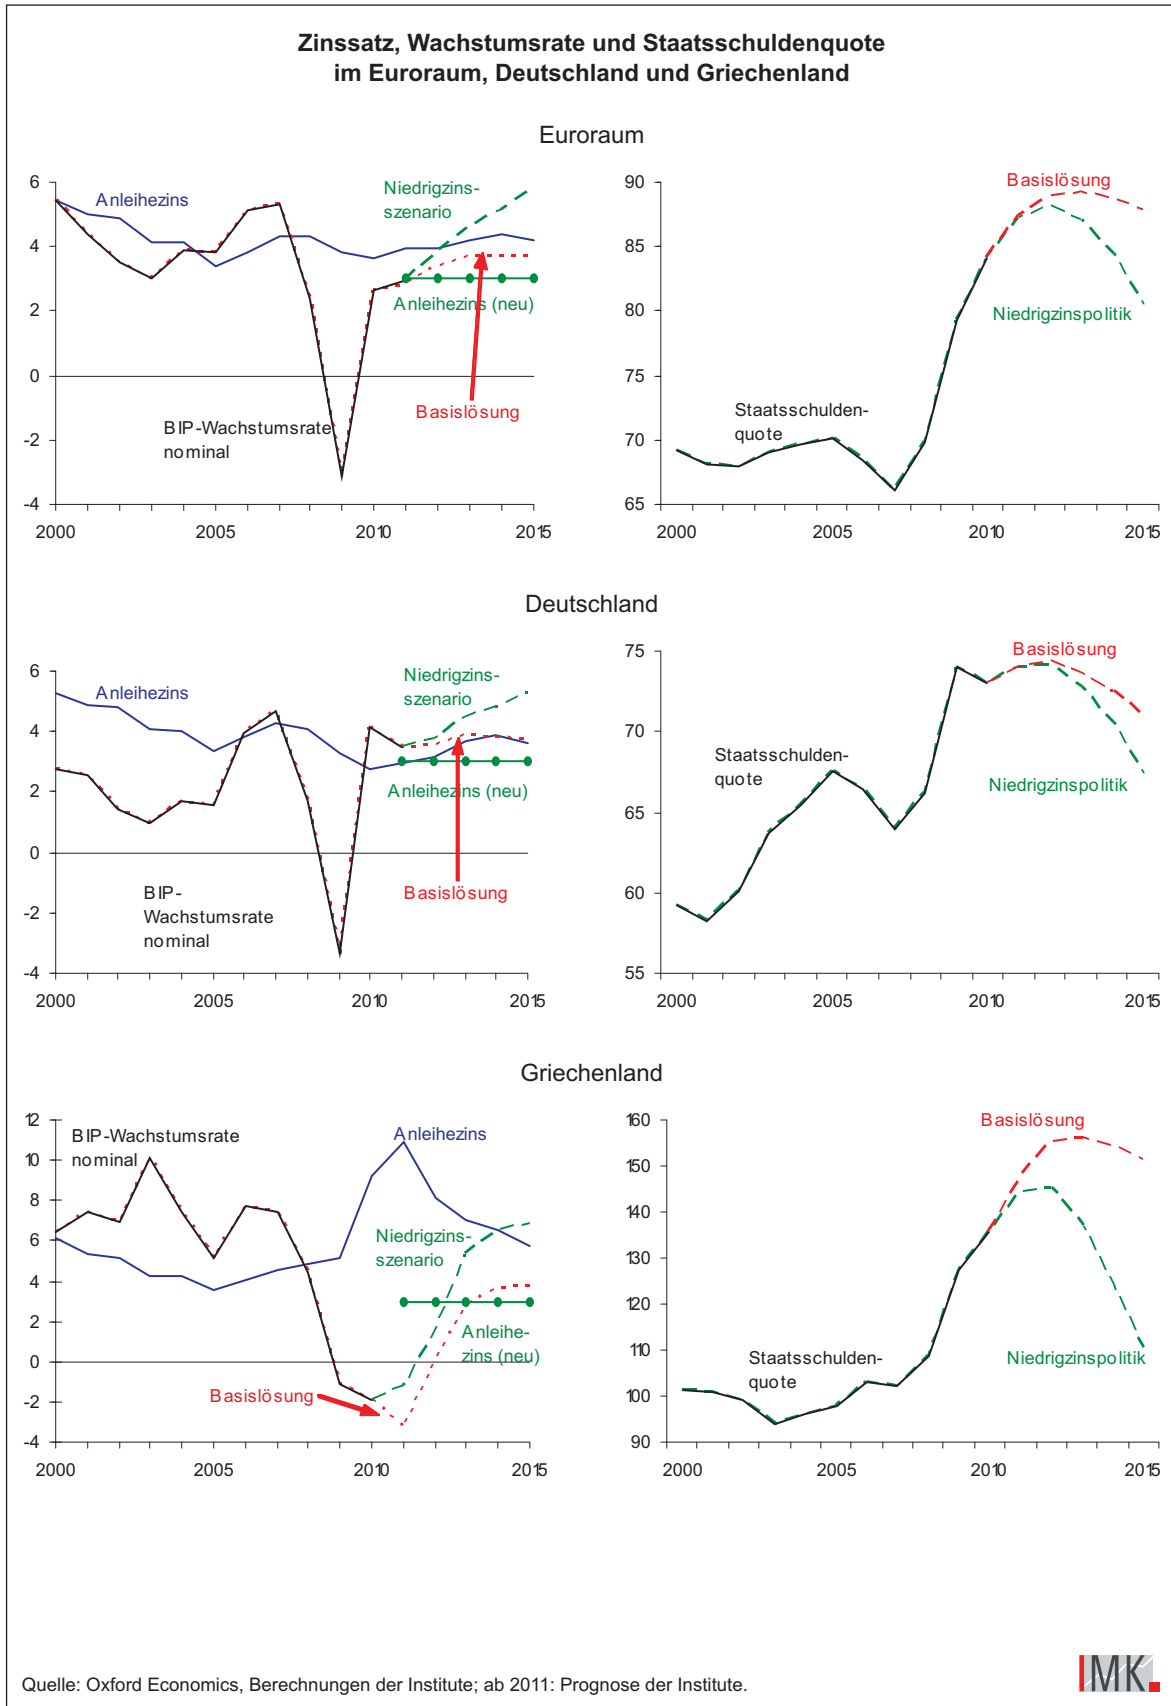 Zinssatz, Wachstumsrate und Staatsschuldenquote
im Euroraum, Deutschland und Griechenland
Euroraum
6
4
2
0
-2
-4
2000
2005
2010
2015
Anleihezins
Niedrigzins-
szenario
Anleihezins (neu)
Basislösung
BIP-Wachstumsrate
nominal
90
85
80
75
70
65
2000
2005
2010
2015
Basislösung
Niedrigzinspolitik
Staatsschulden-
quote
Deutschland
6
4
2
0
-2
-4
2000
2005
2010
2015
Anleihezins
Niedrigzins-
szenario
Anleihezins (neu)
Basislösung
BIP-
Wachstumsrate
nominal
75
70
65
60
55
2000
2005
2010
2015
Basislösung
Staatsschulden-
quote
Niedrigzinspolitik
Griechenland
12
10
8
6
4
2
0
-2
-4
2000
2005
2010
2015
BIP-Wachstumsrate
nominal
Anleihezins
Niedrigzins-
szenario
Anleihe-
zins (neu)
Basislösung
160
150
140
130
120
110
100
90
2000
2005
2010
2015
Basislösung
Staatsschulden-
quote
Niedrigzinspolitik
Quelle: Oxford Economics, Berechnungen der Institute; ab 2011: Prognose der Institute.
IMK